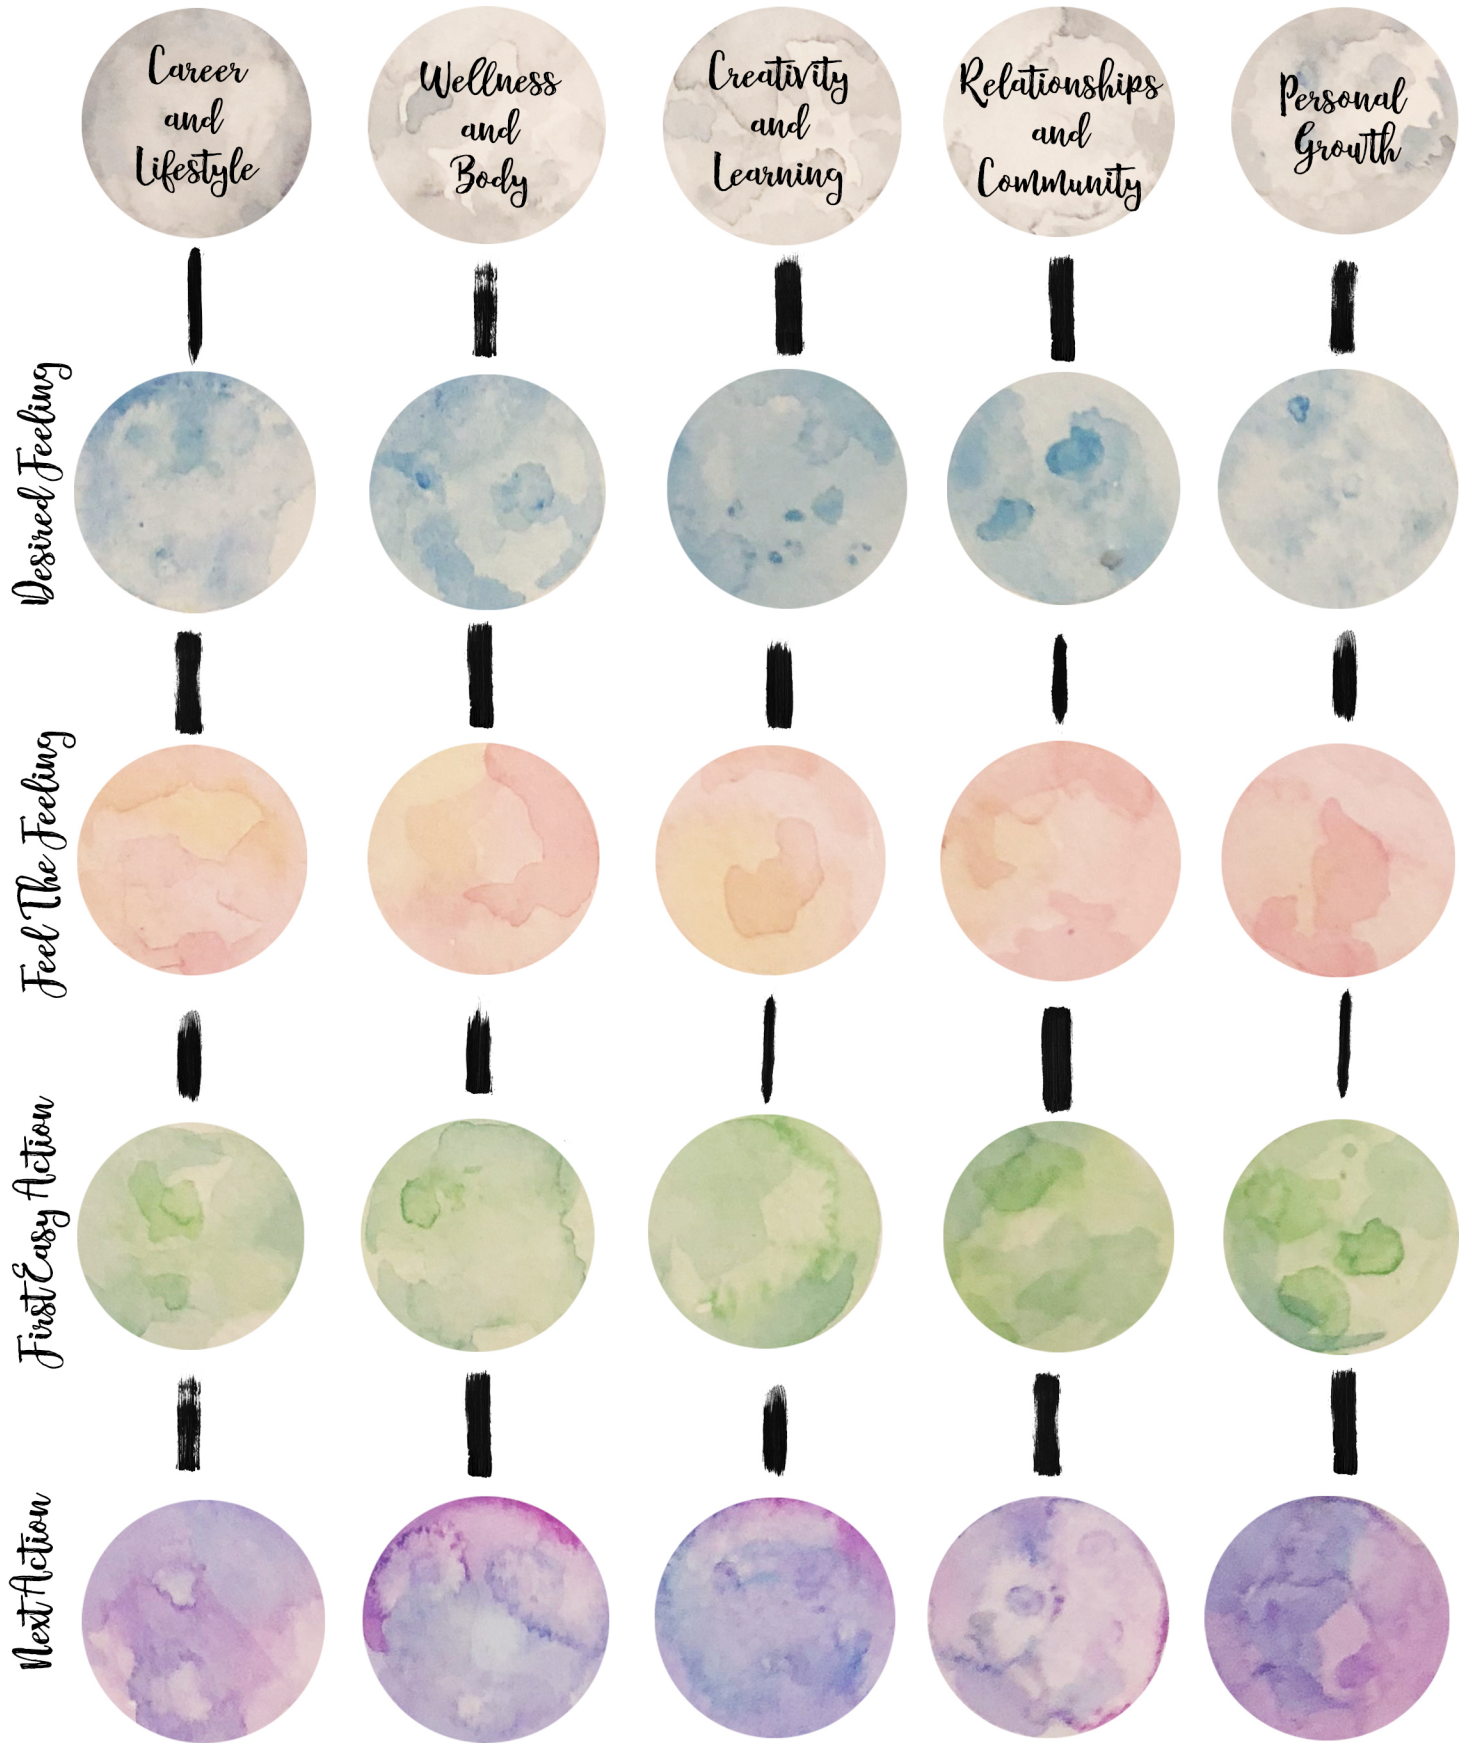 Career
and
Lifestyle
Wellness
and
Body
Creativity
and
Learning
Relationships
and
Community
Personal
Growth
Desired Feeling
Feel The Feeling
First Easy Action
Next Action